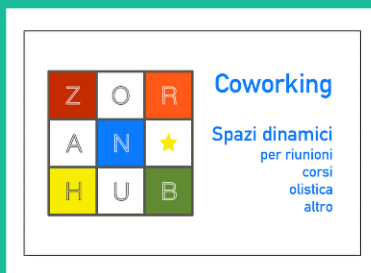 Z O R
A N ★
H U B
Coworking
Spazi dinamici
per riunioni
corsi
olistica
altro